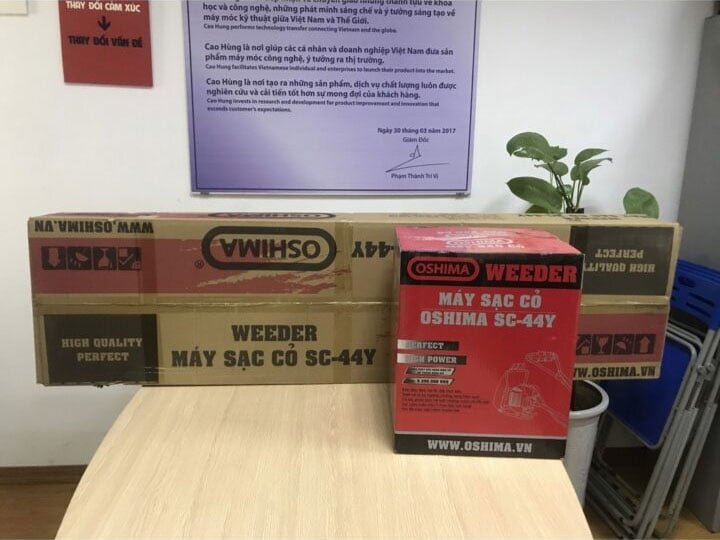 THAY ĐỔI CẢM XÚC
THAY ĐỔI VẤN ĐỀ
học và công nghệ, những phát minh sáng chế và ý tưởng sáng tạo về
máy móc kỹ thuật giữa Việt Nam và Thế Giới.
Cao Hung performs technology transfer connecting Vietnam and the globe.
Cao Hùng là nơi giúp các cá nhân và doanh nghiệp Việt Nam đưa sản
phẩm máy móc công nghệ, ý tưởng ra thị trường.
Cao Hung facilitates Vietnamese individual and enterprises to launch their product into the market.
Cao Hùng là nơi tạo ra những sản phẩm, dịch vụ chất lượng luôn được
nghiên cứu và cải tiến tốt hơn sự mong đợi của khách hàng.
Cao Hung invests in research and development for product improvement and innovation that
exceeds customer's expectations.
Ngày 30 tháng 03 năm 2017
Giám Đốc
Phạm Thành Trí Vị
WWW.OSHIMA.VN
OSHIMA®
-44Y
HIGH QUALITY
PERFECT
HIGH QUALITY
PERFECT
WEEDER
MÁY SẠC CỎ SC-44Y
OSHIMA.VN
OSHIMA WEEDER
MÁY SẠC CỎ
OSHIMA SC-44Y
PERFECT
HIGH POWER
WWW.OSHIMA.VN